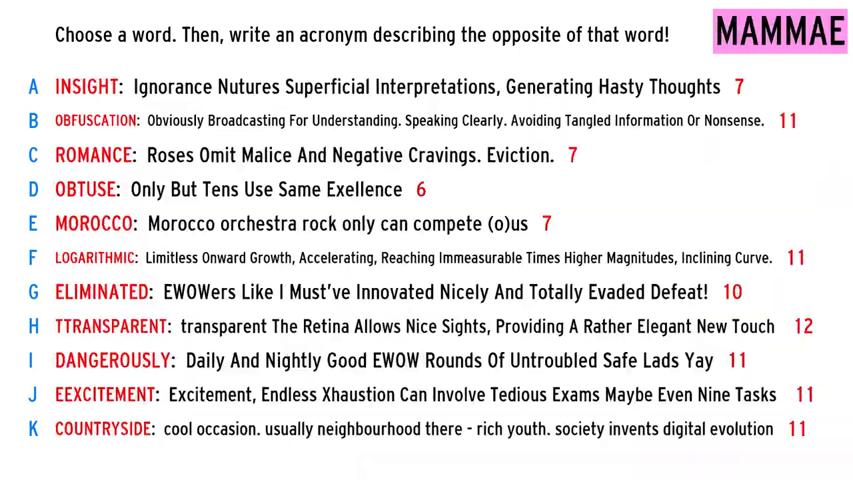 Choose a word. Then, write an acronym describing the opposite of that word! MAMMAE
A INSIGHT: Ignorance Nutures Superficial Interpretations, Generating Hasty Thoughts 7
B OBFUSCATION: Obviously Broadcasting For Understanding. Speaking Clearly. Avoiding Tangled Information Or Nonsense. 11
C ROMANCE: Roses Omit Malice And Negative Cravings. Eviction. 7
D OBTUSE: Only But Tens Use Same Exellence 6
E MOROCCO: Morocco orchestra rock only can compete (o)us 7
F LOGARITHMIC: Limitless Onward Growth, Accelerating, Reaching Immeasurable Times Higher Magnitudes, Inclining Curve. 11
G ELIMINATED: EWOWers Like I Must've Innovated Nicely And Totally Evaded Defeat! 10
H TTRANSPARENT: transparent The Retina Allows Nice Sights, Providing A Rather Elegant New Touch 12
I DANGEROUSLY: Daily And Nightly Good EWOW Rounds Of Untroubled Safe Lads Yay 11
J EEXCITEMENT: Excitement, Endless Xhaustion Can Involve Tedious Exams Maybe Even Nine Tasks 11
K COUNTRYSIDE: cool occasion. usually neighbourhood there - rich youth. society invents digital evolution 11